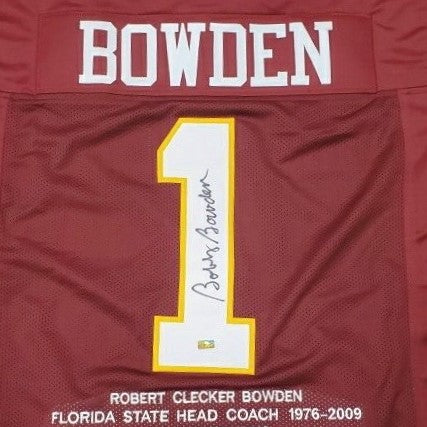 BOWDEN
1
Bobby Bowden
ROBERT CLECKER BOWDEN
FLORIDA STATE HEAD COACH 1976-2009